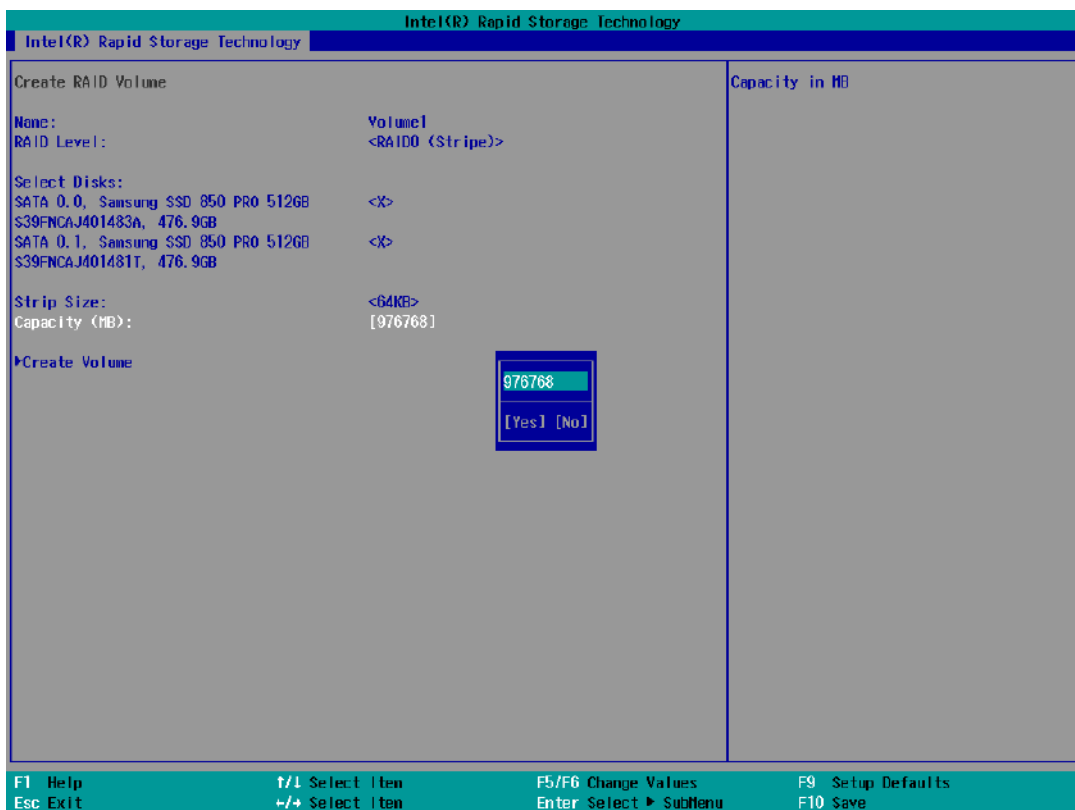 Intel(R) Rapid Storage Technology
Intel(R) Rapid Storage Technology
Create RAID Volume
Capacity in MB
Name: Volume1
RAID Level: <RAID0 (Stripe)>
Select Disks:
SATA 0.0, Samsung SSD 850 PRO 512GB <X>
S39FNCAJ401483A, 476.9GB
SATA 0.1, Samsung SSD 850 PRO 512GB <X>
S39FNCAJ401481T, 476.9GB
Strip Size: <64KB>
Capacity (MB): [976768]
▶Create Volume
976768
[Yes] [No]
F1 Help ↑/↓ Select Item F5/F6 Change Values F9 Setup Defaults
Esc Exit ←/→ Select Item Enter Select ▶ SubMenu F10 Save